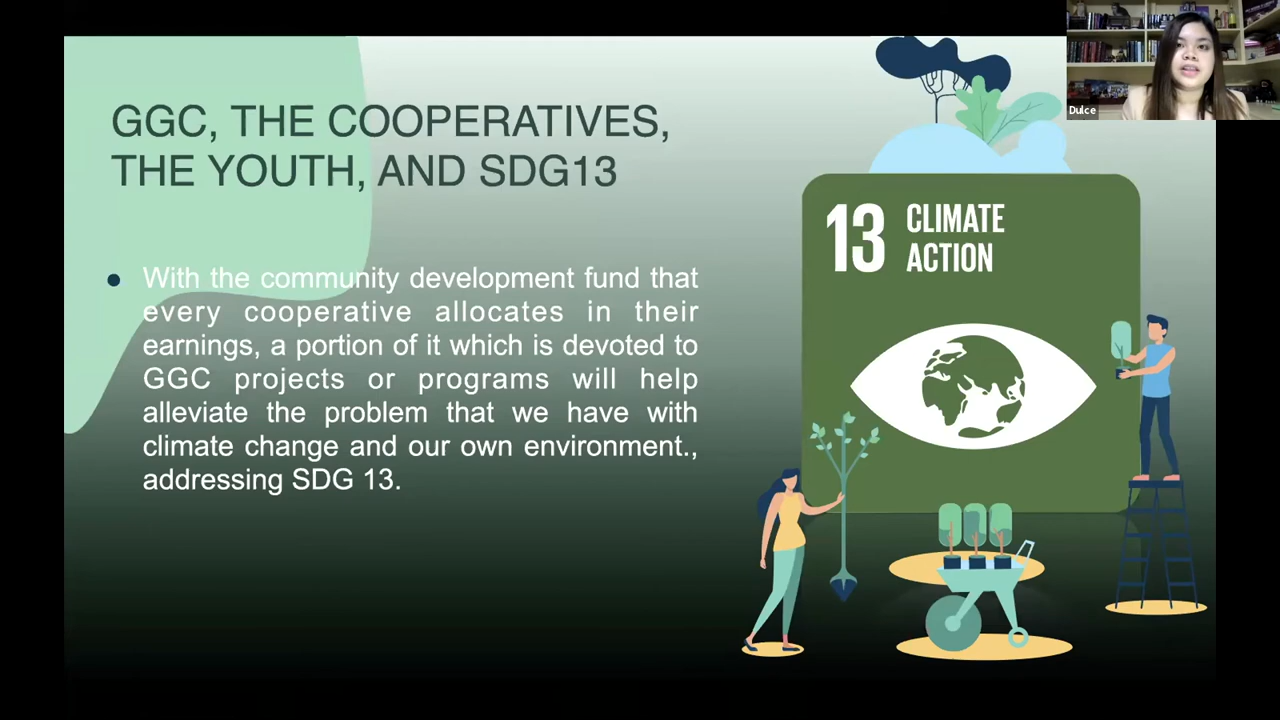 GGC, THE COOPERATIVES,
THE YOUTH, AND SDG13
With the community development fund that
every cooperative allocates in their
earnings, a portion of it which is devoted to
GGC projects or programs will help
alleviate the problem that we have with
climate change and our own environment.,
addressing SDG 13.
13 CLIMATE
ACTION
Dulce